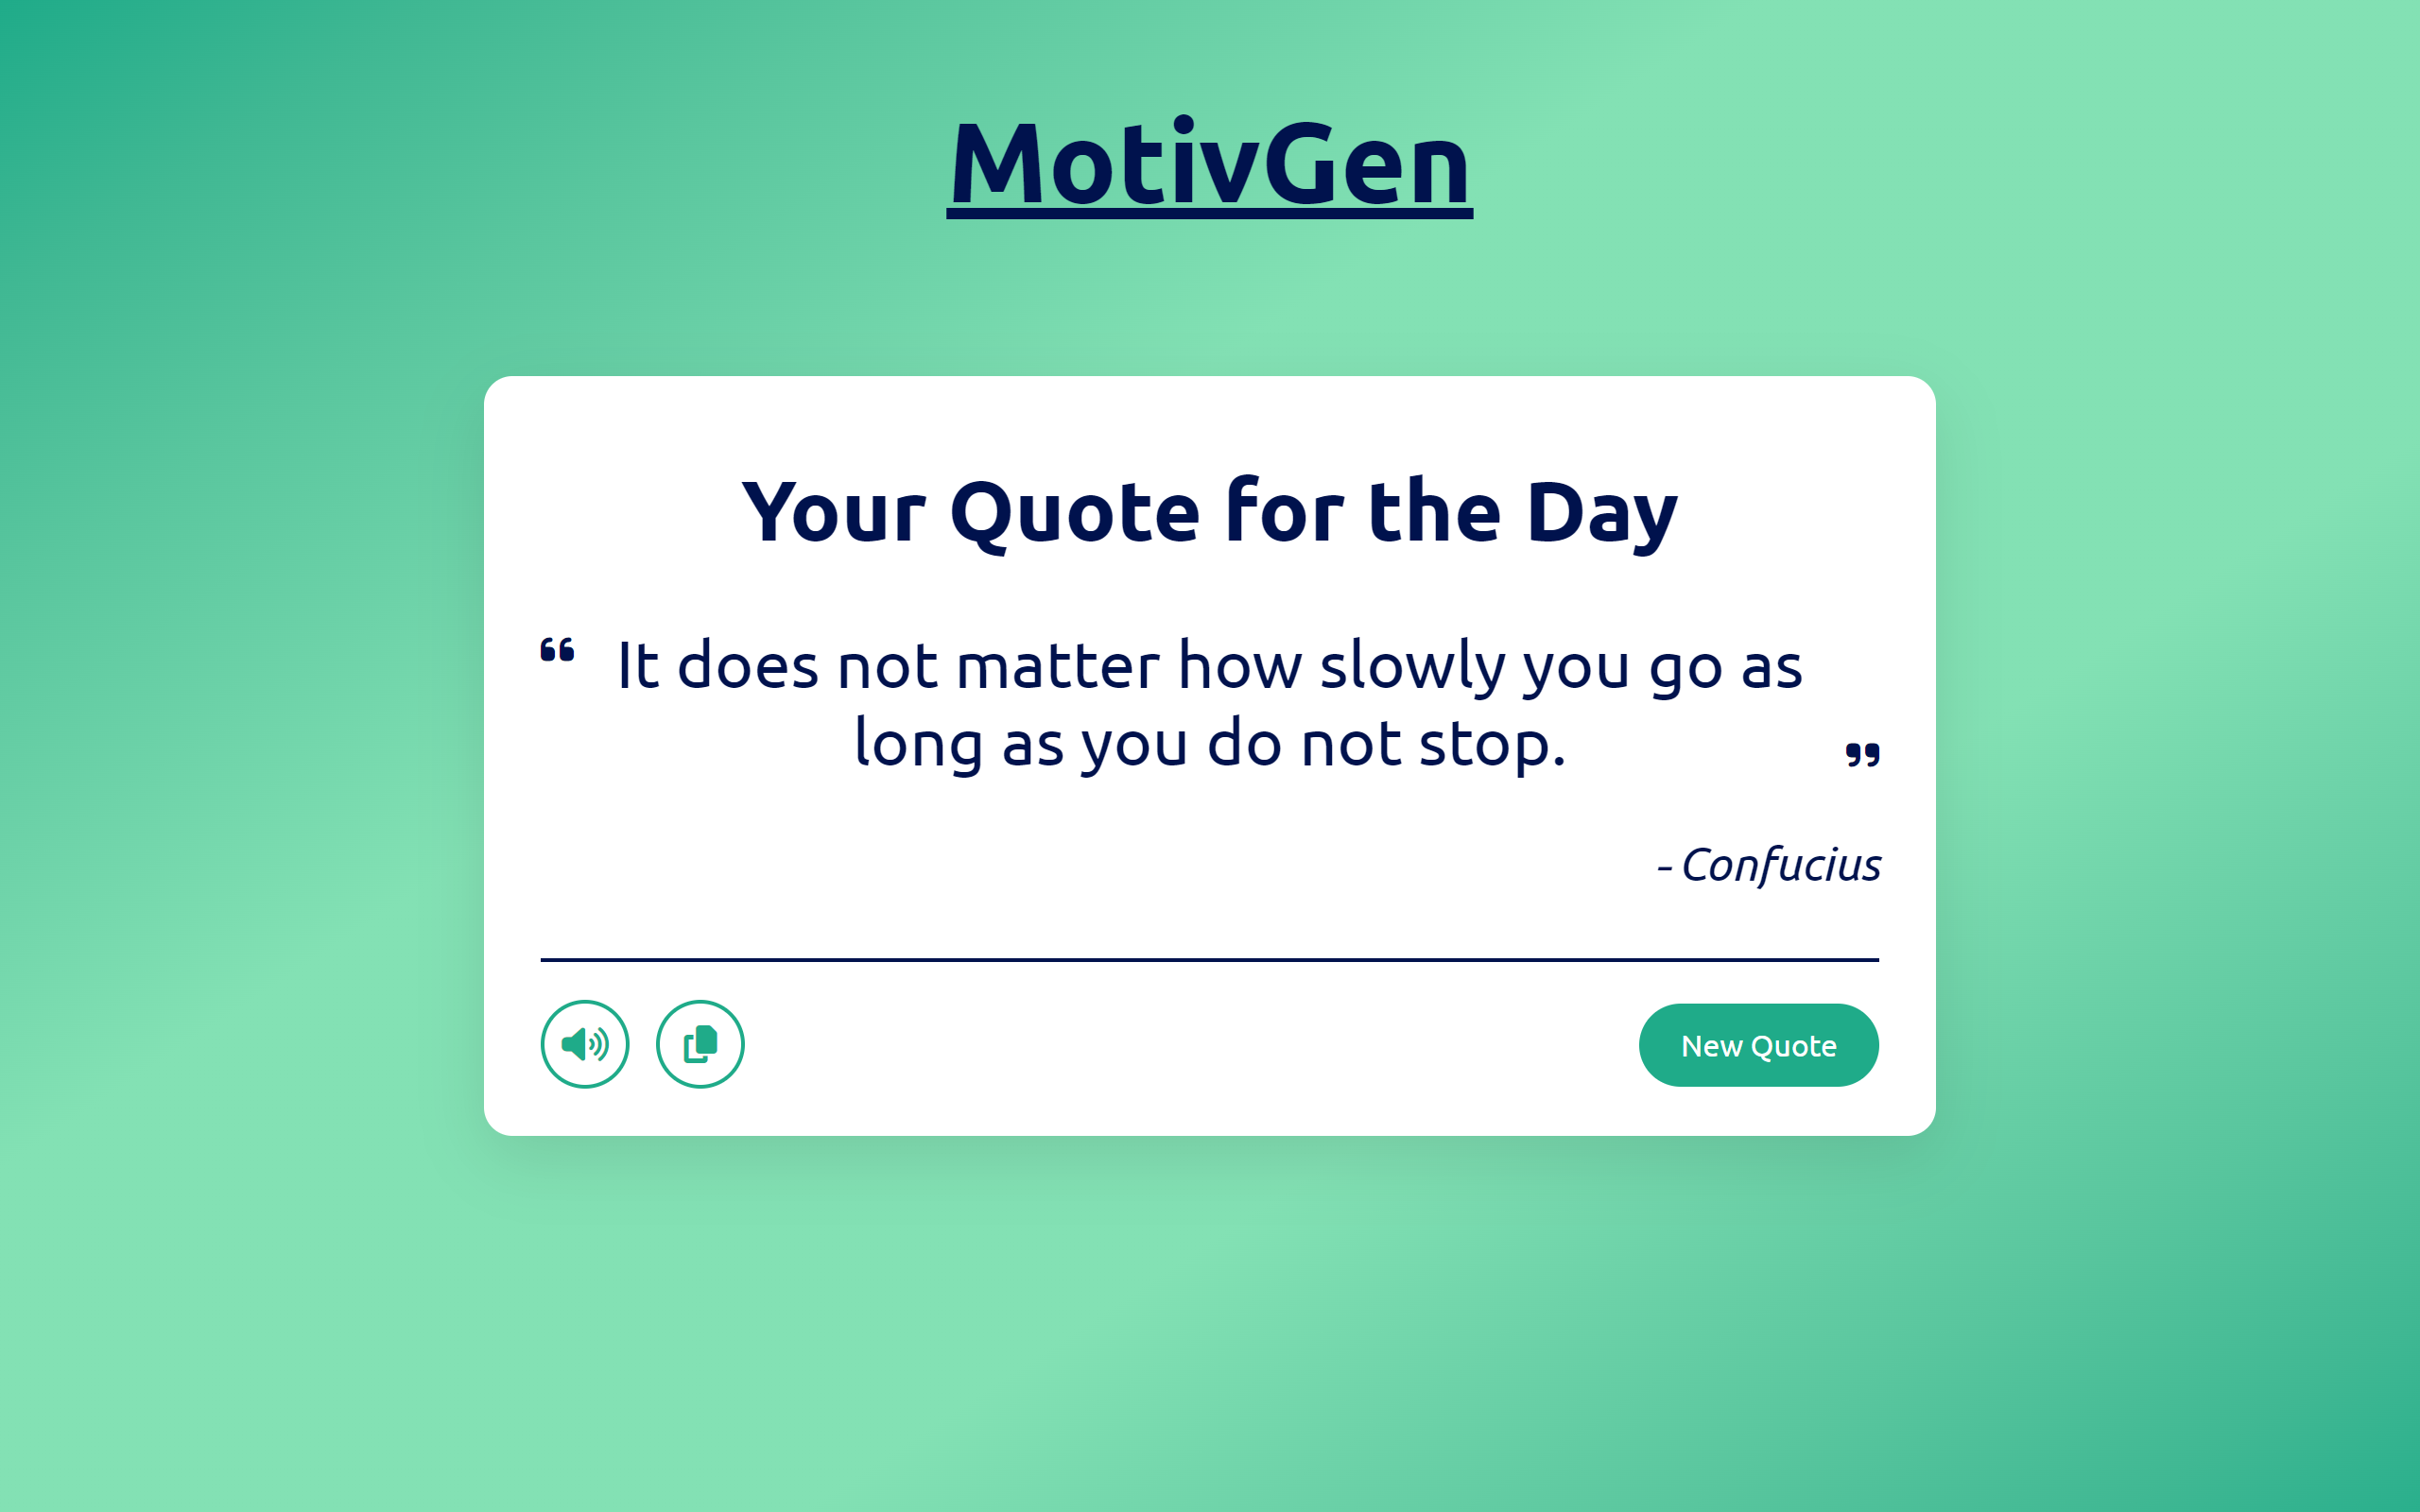 MotivGen
Your Quote for the Day
“ It does not matter how slowly you go as
long as you do not stop. ”
- Confucius
New Quote